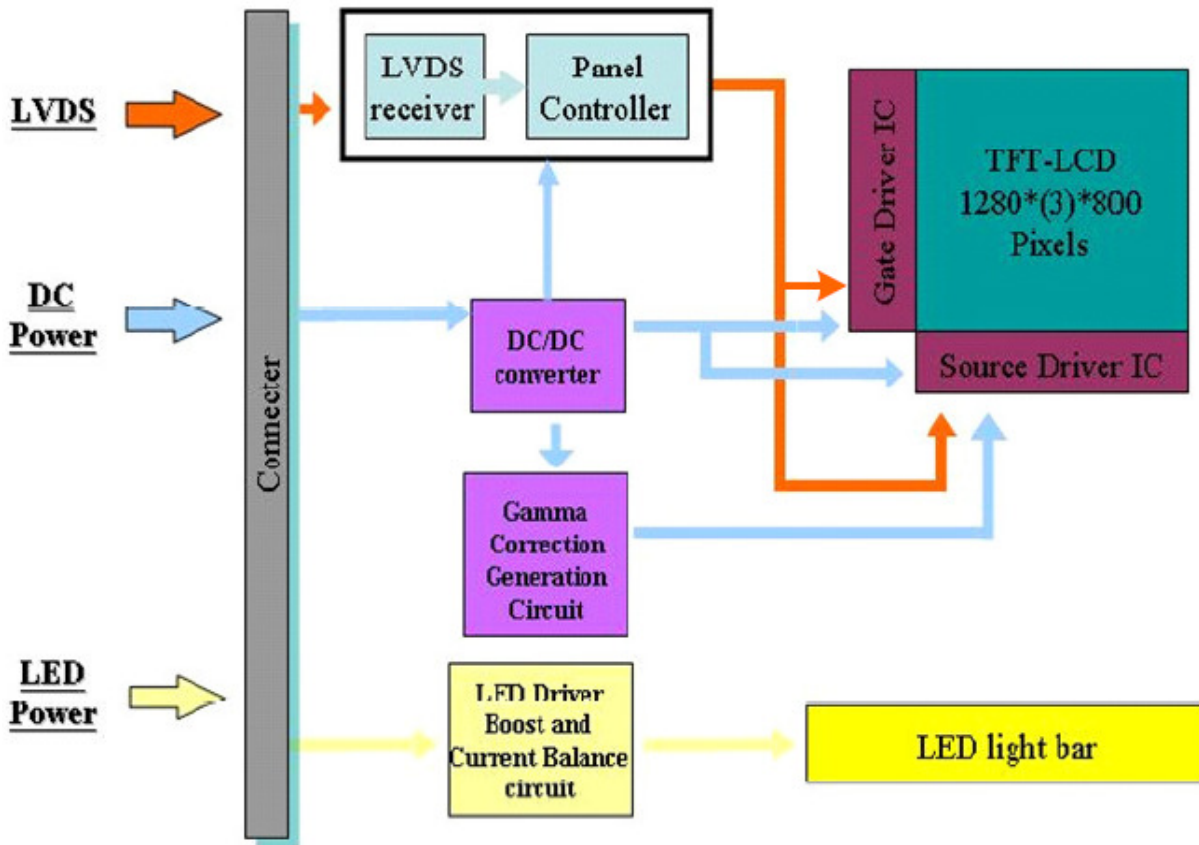 LVDS
DC
Power
LED
Power
Connecter
LVDS
receiver
Panel
Controller
DC/DC
converter
Gamma
Correction
Generation
Circuit
LED Driver
Boost and
Current Balance
circuit
Gate Driver IC
TFT-LCD
1280*(3)*800
Pixels
Source Driver IC
LED light bar